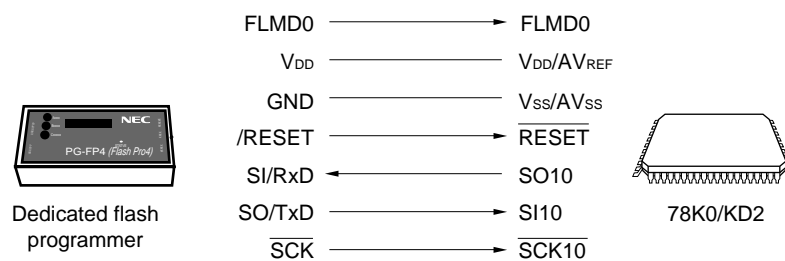 FLMD0 FLMD0
VDD VDD/AVREF
GND VSS/AVSS
/RESET RESET
SI/RxD SO10
SO/TxD SI10
SCK SCK10
NEC
PG-FP4 (Flash Pro4)
Dedicated flash
programmer
78K0/KD2